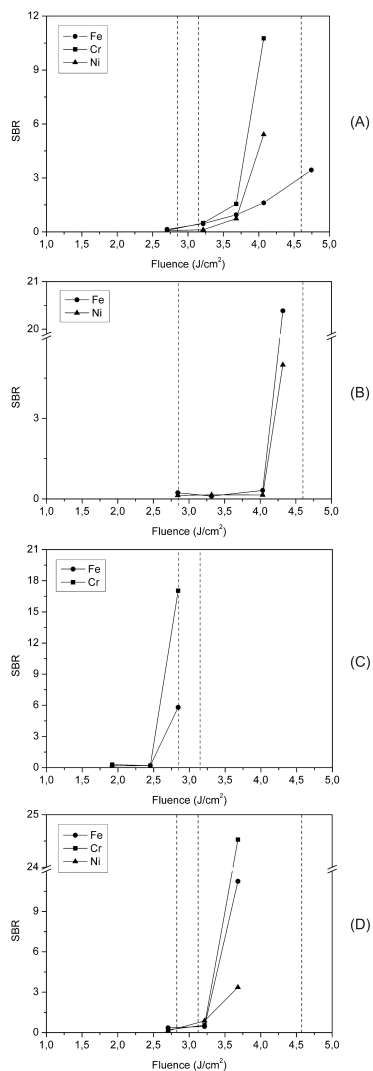 Fe
Cr
Ni
12
9
6
3
0
SBR
1,0 1,5 2,0 2,5 3,0 3,5 4,0 4,5 5,0
Fluence (J/cm²)
(A)
Fe
Ni
21
20
3
0
SBR
1,0 1,5 2,0 2,5 3,0 3,5 4,0 4,5 5,0
Fluence (J/cm²)
(B)
Fe
Cr
21
18
15
12
9
6
3
0
SBR
1,0 1,5 2,0 2,5 3,0 3,5 4,0 4,5 5,0
Fluence (J/cm²)
(C)
Fe
Cr
Ni
25
24
9
6
3
0
SBR
1,0 1,5 2,0 2,5 3,0 3,5 4,0 4,5 5,0
Fluence (J/cm²)
(D)